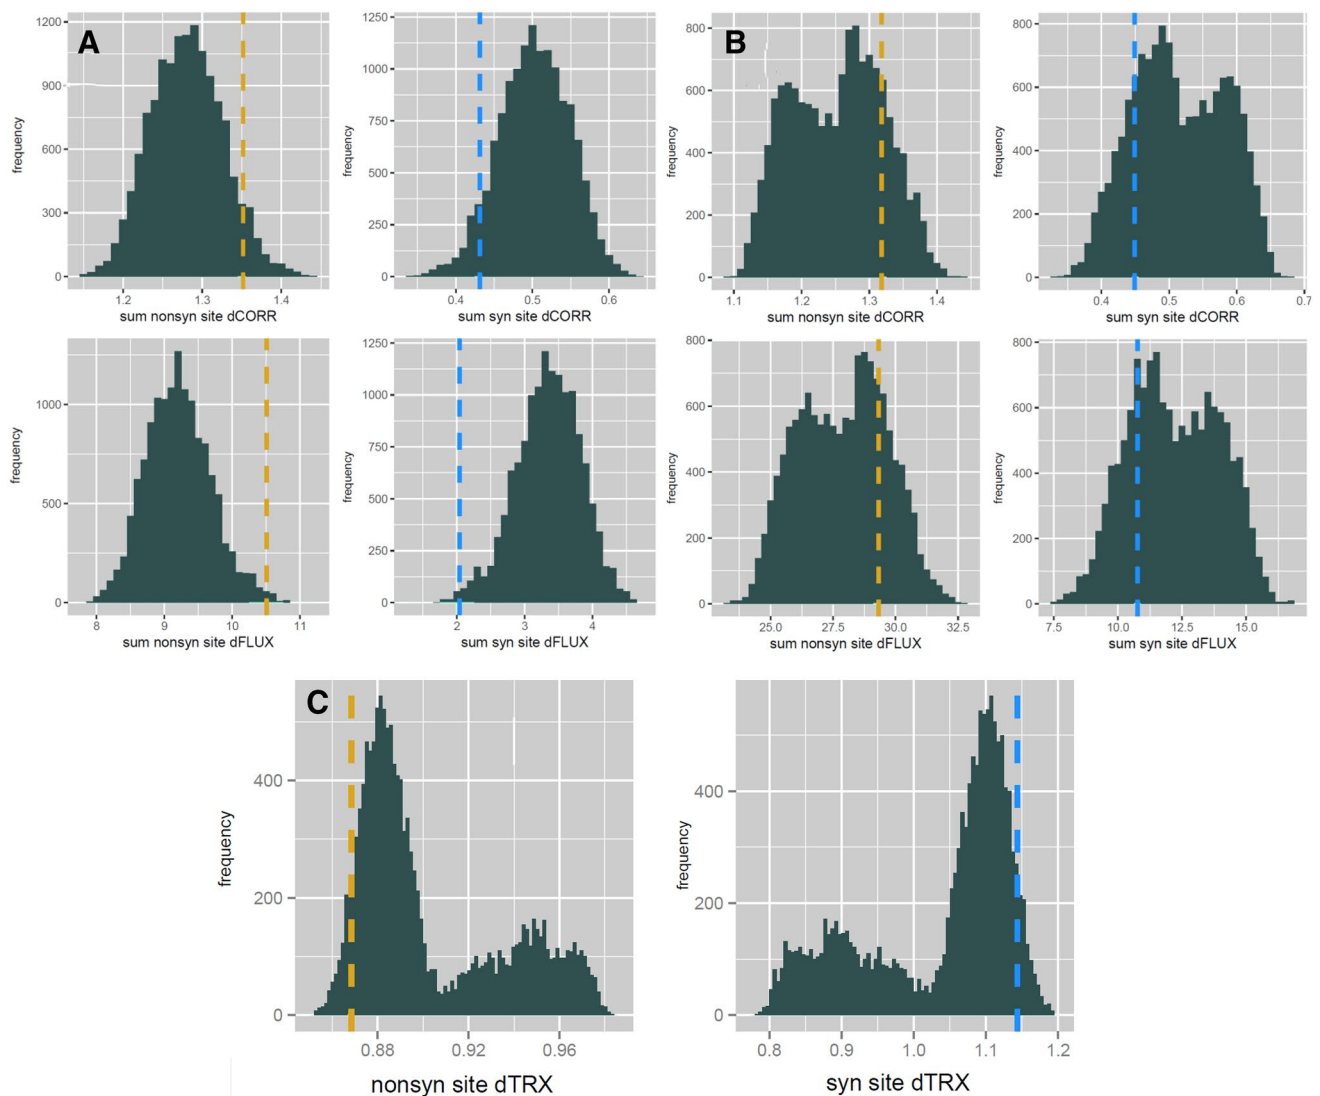 A
1200
900
600
300
0
frequency
1.2 1.3 1.4
sum nonsyn site dCORR
1250
1000
750
500
250
0
frequency
0.4 0.5 0.6
sum syn site dCORR
B
800
600
400
200
0
frequency
1.1 1.2 1.3 1.4
sum nonsyn site dCORR
800
600
400
200
0
frequency
0.4 0.5 0.6 0.7
sum syn site dCORR
1000
500
0
frequency
8 9 10 11
sum nonsyn site dFLUX
1250
1000
750
500
250
0
frequency
2 3 4
sum syn site dFLUX
800
600
400
200
0
frequency
25.0 27.5 30.0 32.5
sum nonsyn site dFLUX
800
600
400
200
0
frequency
7.5 10.0 12.5 15.0
sum syn site dFLUX
C
400
200
0
frequency
0.88 0.92 0.96
nonsyn site dTRX
400
200
0
frequency
0.8 0.9 1.0 1.1 1.2
syn site dTRX